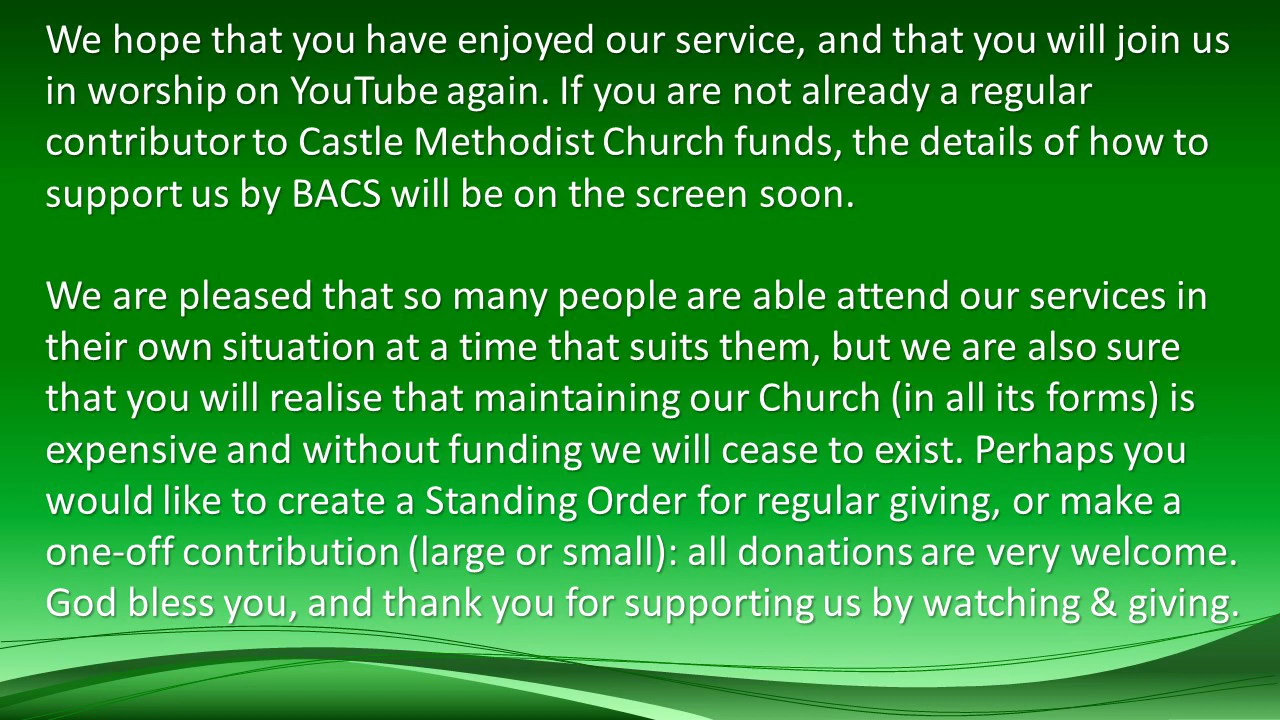 We hope that you have enjoyed our service, and that you will join us
in worship on YouTube again. If you are not already a regular
contributor to Castle Methodist Church funds, the details of how to
support us by BACS will be on the screen soon.
We are pleased that so many people are able attend our services in
their own situation at a time that suits them, but we are also sure
that you will realise that maintaining our Church (in all its forms) is
expensive and without funding we will cease to exist. Perhaps you
would like to create a Standing Order for regular giving, or make a
one-off contribution (large or small): all donations are very welcome.
God bless you, and thank you for supporting us by watching & giving.